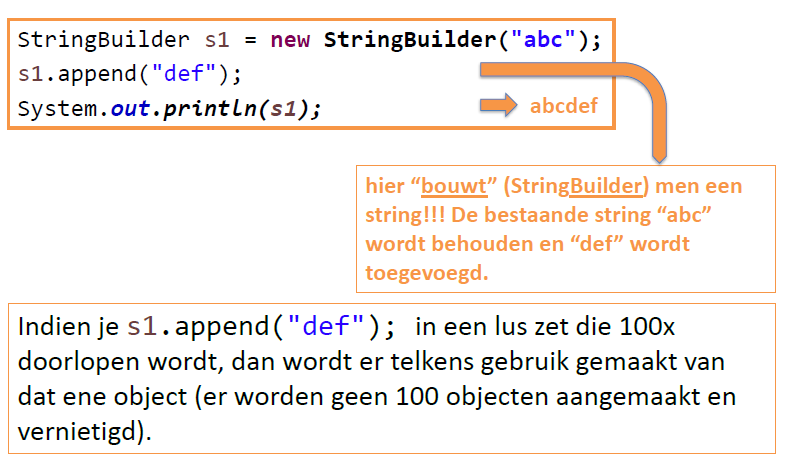 StringBuilder s1 = new StringBuilder("abc");
s1.append("def");
System.out.println(s1);
abcdef
hier “bouwt” (StringBuilder) men een
string!!! De bestaande string “abc”
wordt behouden en “def” wordt
toegevoegd.
Indien je s1.append("def"); in een lus zet die 100x
doorlopen wordt, dan wordt er telkens gebruik gemaakt van
dat ene object (er worden geen 100 objecten aangemaakt en
vernietigd).